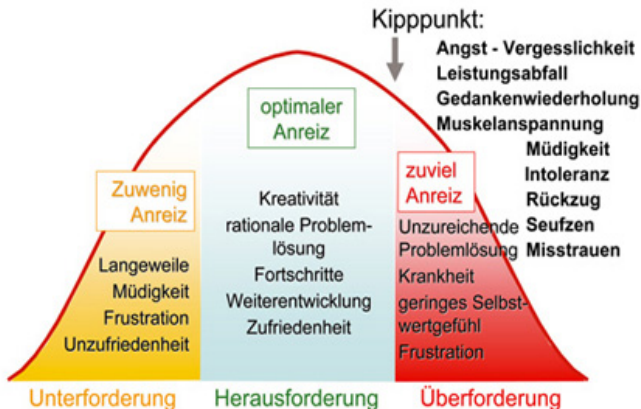 Kipppunkt:
Angst - Vergesslichkeit
Leistungsabfall
Gedankenwiederholung
Muskelanspannung
Müdigkeit
Intoleranz
Rückzug
Seufzen
Misstrauen
optimaler
Anreiz
Kreativität
rationale Problem-
lösung
Fortschritte
Weiterentwicklung
Zufriedenheit
Zuwenig
Anreiz
Langeweile
Müdigkeit
Frustration
Unzufriedenheit
zuviel
Anreiz
Unzureichende
Problemlösung
Krankheit
geringes Selbst-
wertgefühl
Frustration
Unterforderung
Herausforderung
Überforderung